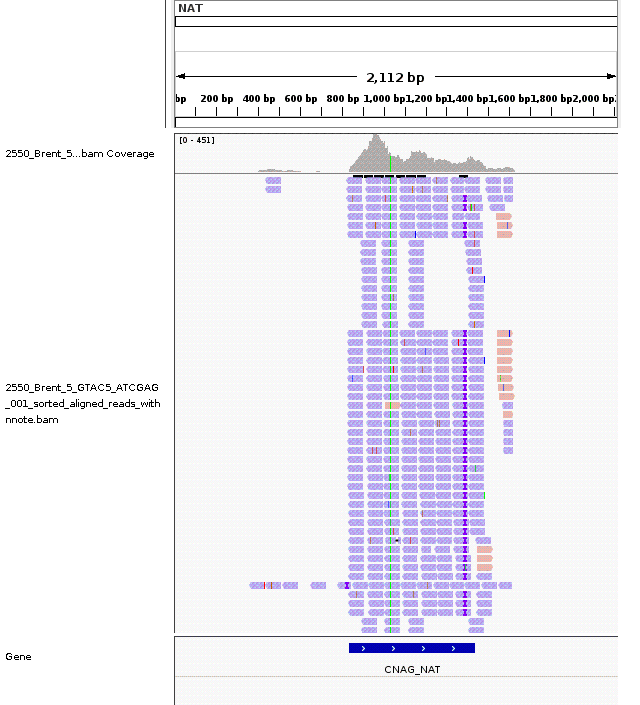 NAT
2,112 bp
bp 200 bp 400 bp 600 bp 800 bp 1,000 bp 1,200 bp 1,400 bp 1,600 bp 1,800 bp 2,000 bp
[0 - 451]
2550_Brent_5...bam Coverage
2550_Brent_5_GTAC5_ATCGAG
_001_sorted_aligned_reads_with
nnote.bam
Gene
CNAG_NAT